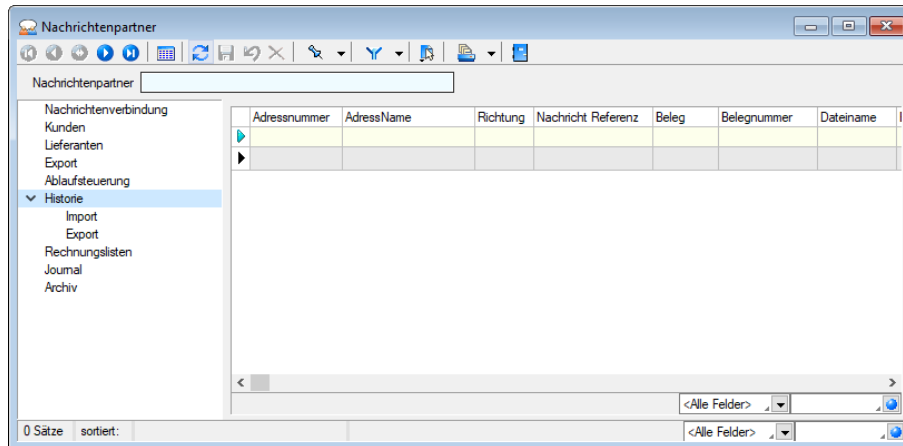 Nachrichtenpartner
Nachrichtenpartner
Nachrichtenverbindung
Kunden
Lieferanten
Export
Ablaufsteuerung
Historie
Import
Export
Rechnungslisten
Journal
Archiv
Adressnummer AdressName Richtung Nachricht Referenz Beleg Belegnummer Dateiname
<Alle Felder>
0 Sätze sortiert: <Alle Felder>